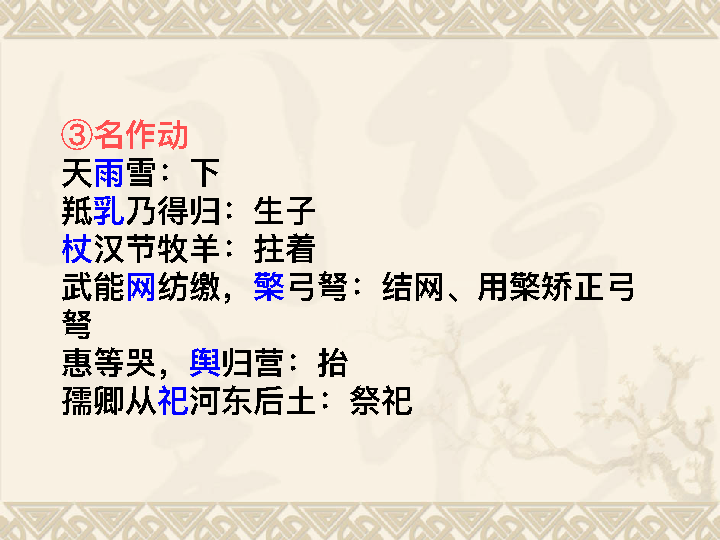 ③名作动
天雨雪：下
羝乳乃得归：生子
杖汉节牧羊：拄着
武能网纺缴，檠弓弩：结网、用檠矫正弓
弩
惠等哭，舆归营：抬
孺卿从祀河东后土：祭祀